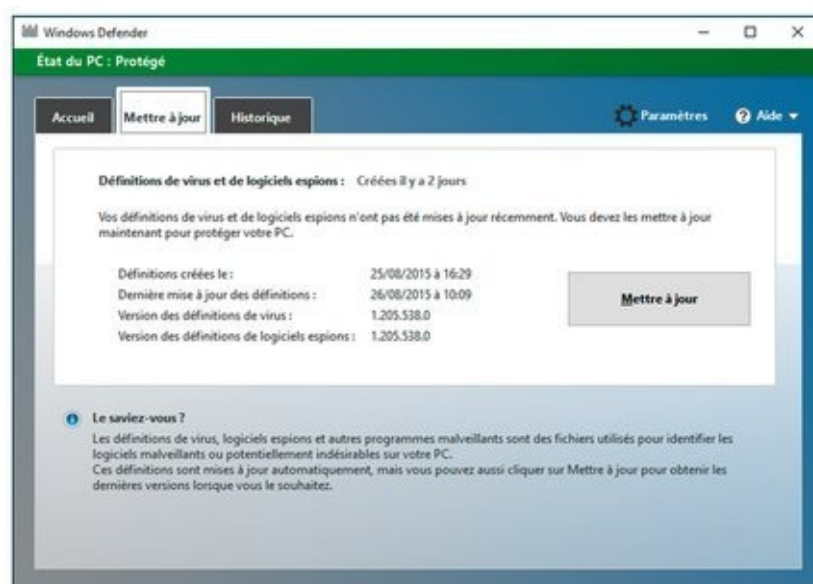 Windows Defender
État du PC : Protégé
Accueil Mettre à jour Historique Paramètres Aide
Définitions de virus et de logiciels espions : Créées il y a 2 jours
Vos définitions de virus et de logiciels espions n'ont pas été mises à jour récemment. Vous devez les mettre à jour
maintenant pour protéger votre PC.
Définitions créées le : 25/08/2015 à 16:29
Dernière mise à jour des définitions : 26/08/2015 à 10:09
Version des définitions de virus : 1.205.538.0
Version des définitions de logiciels espions : 1.205.538.0
Mettre à jour
Le saviez-vous ?
Les définitions de virus, logiciels espions et autres programmes malveillants sont des fichiers utilisés pour identifier les
logiciels malveillants ou potentiellement indésirables sur votre PC.
Ces définitions sont mises à jour automatiquement, mais vous pouvez aussi cliquer sur Mettre à jour pour obtenir les
dernières versions lorsque vous le souhaitez.